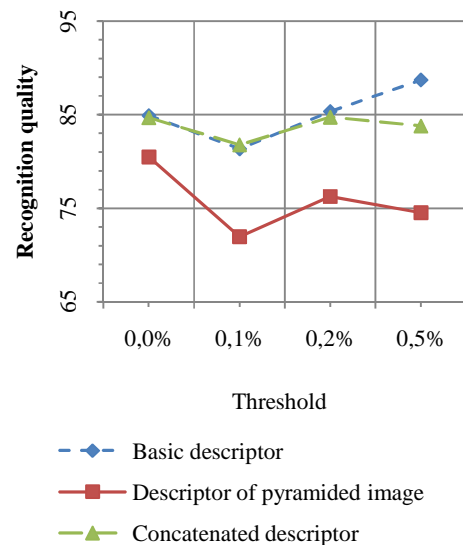 95
85
75
65
Recognition quality
0,0% 0,1% 0,2% 0,5%
Threshold
Basic descriptor
Descriptor of pyramided image
Concatenated descriptor